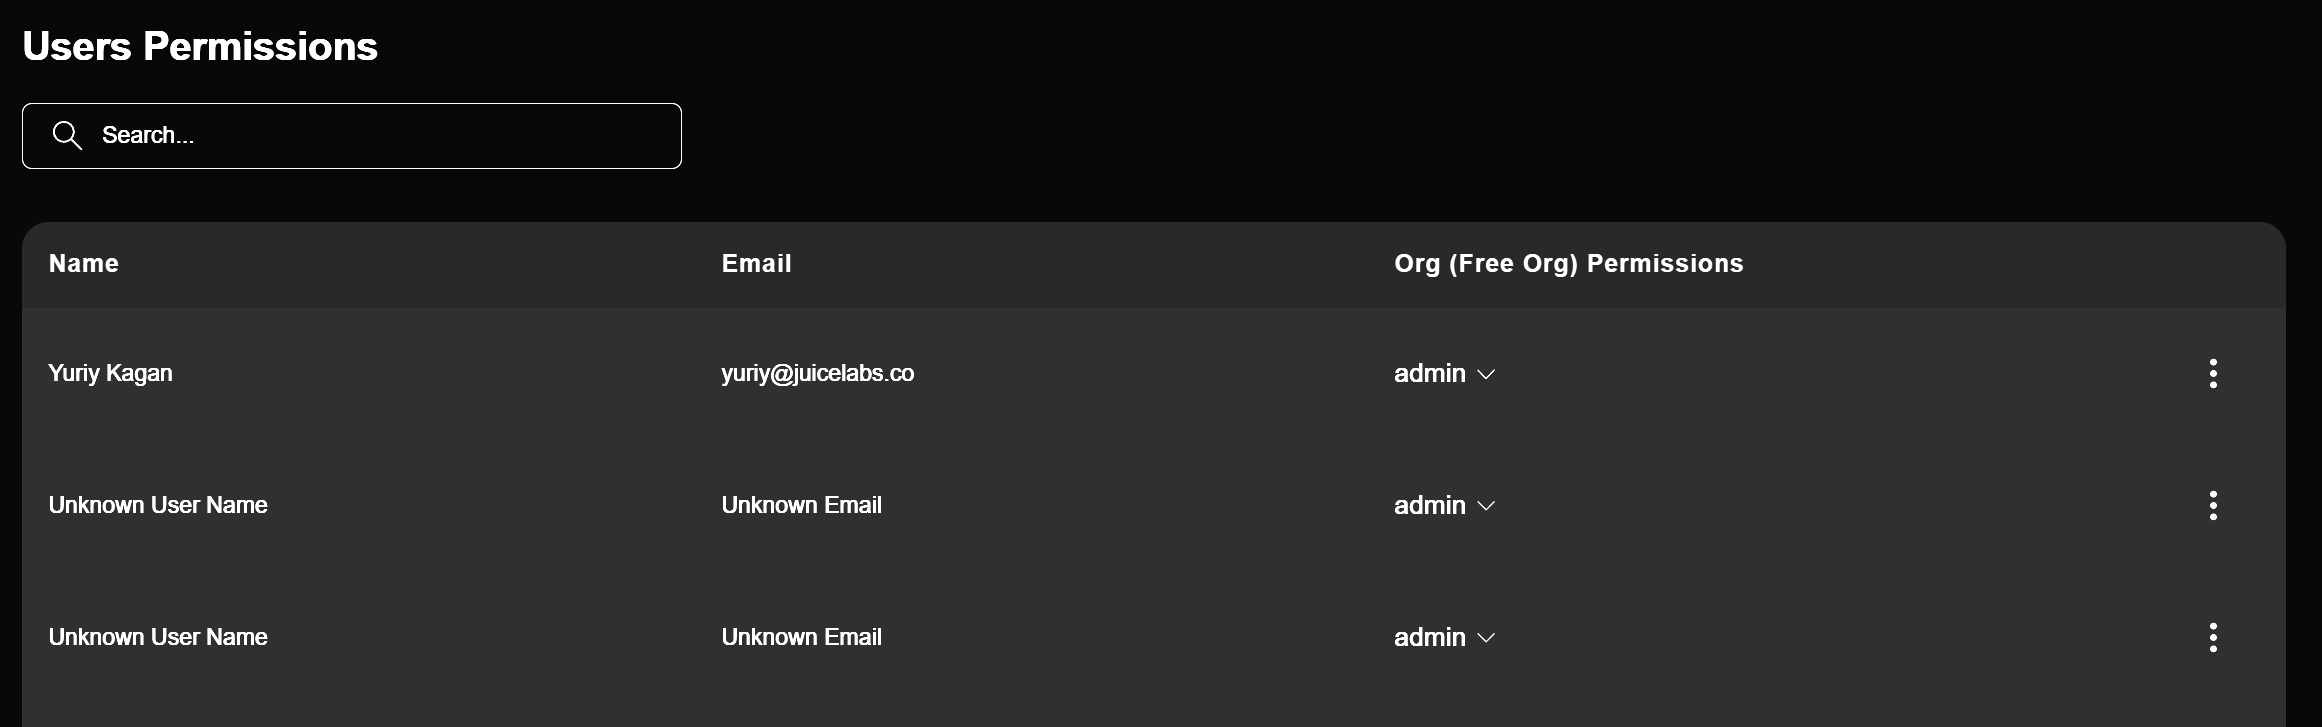 Users Permissions
Search...
Name Email Org (Free Org) Permissions
Yuriy Kagan yuriy@juicelabs.co admin
Unknown User Name Unknown Email admin
Unknown User Name Unknown Email admin